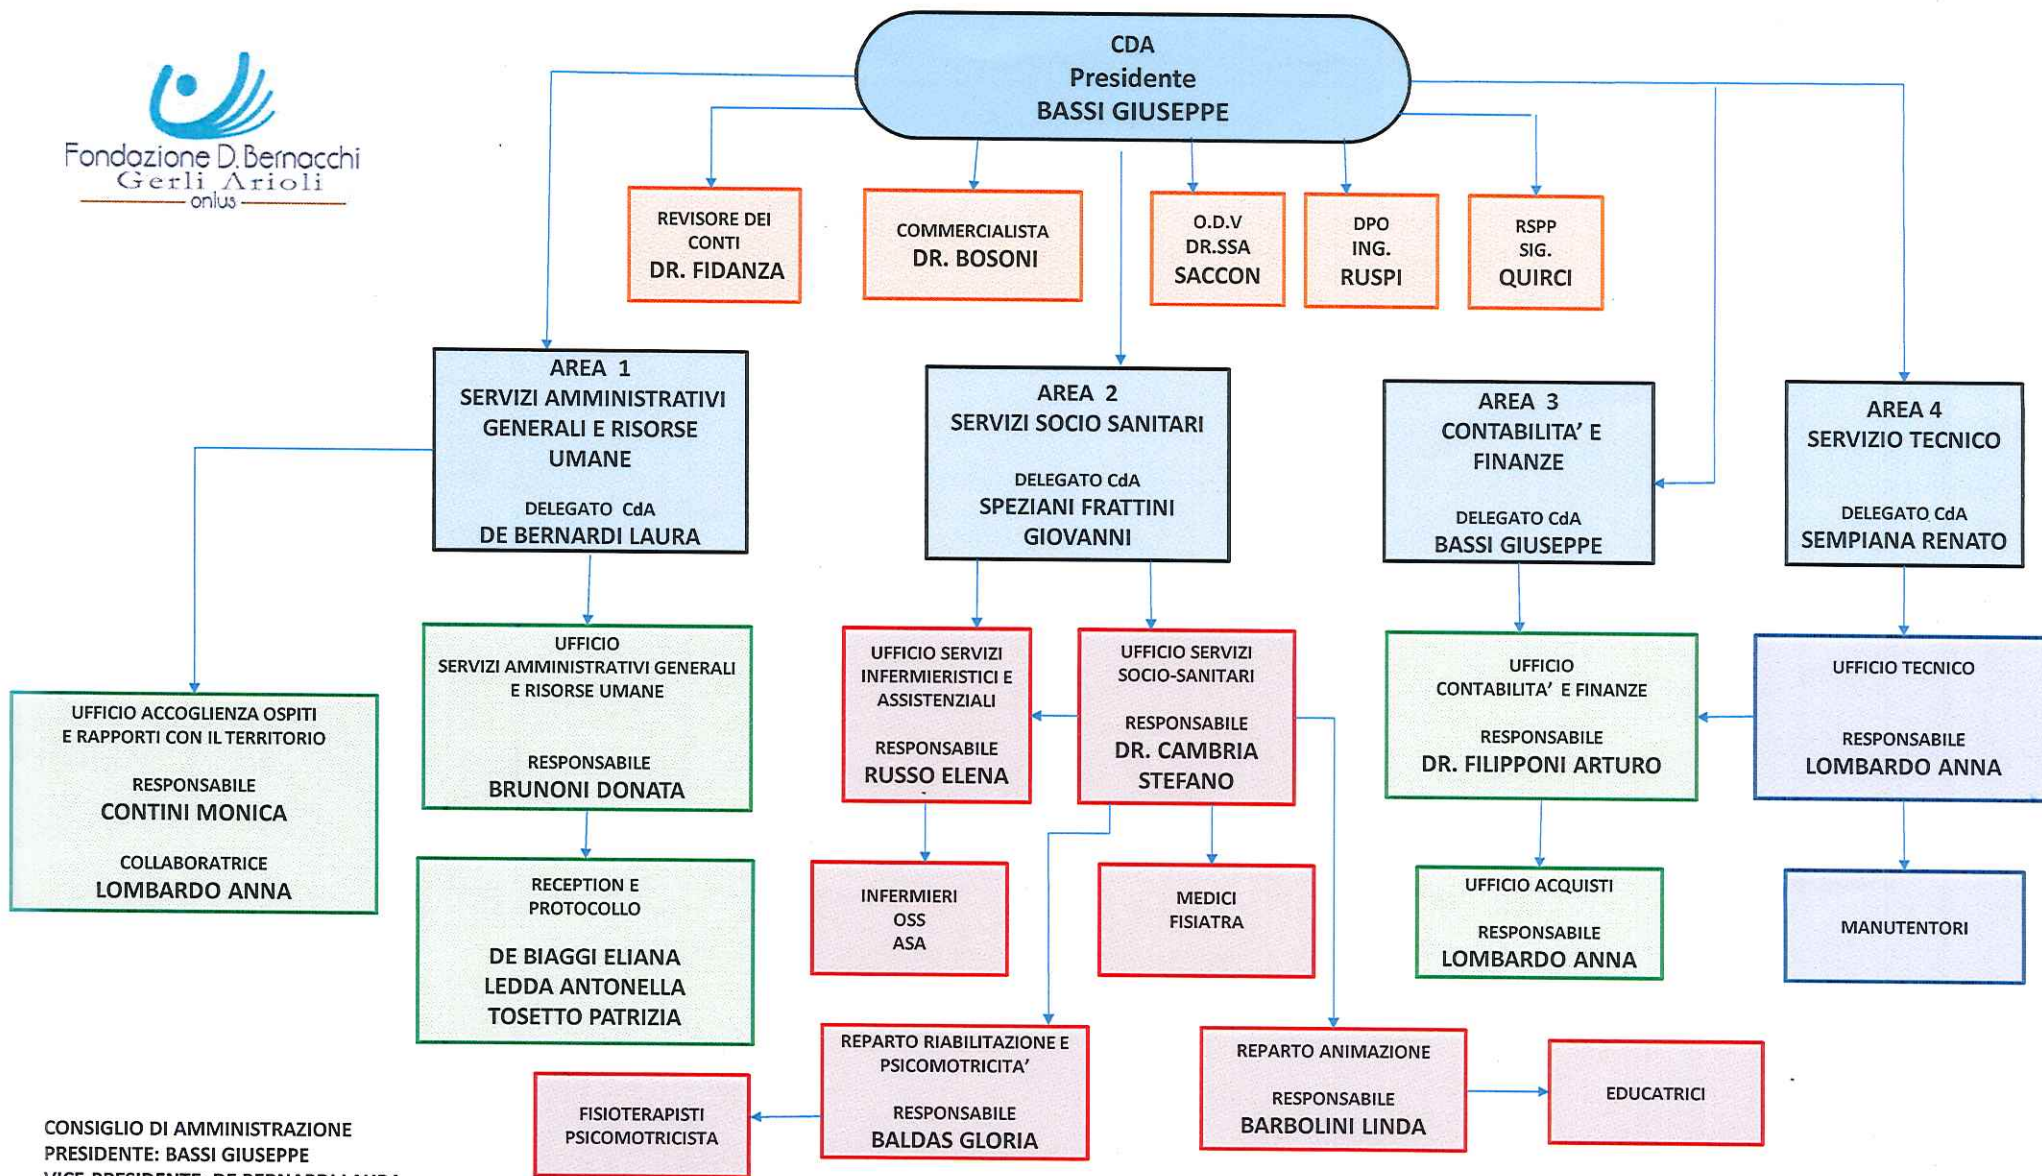 Fondazione D. Bernacchi
Gerli Arioli
onlus
CDA
Presidente
BASSI GIUSEPPE
REVISORE DEI
CONTI
DR. FIDANZA
COMMERCIALISTA
DR. BOSONI
O.D.V
DR.SSA
SACCON
DPO
ING.
RUSPI
RSPP
SIG.
QUIRCI
AREA 1
SERVIZI AMMINISTRATIVI
GENERALI E RISORSE
UMANE
DELEGATO CdA
DE BERNARDI LAURA
AREA 2
SERVIZI SOCIO SANITARI
DELEGATO CdA
SPEZIANI FRATTINI
GIOVANNI
AREA 3
CONTABILITA’ E
FINANZE
DELEGATO CdA
BASSI GIUSEPPE
AREA 4
SERVIZIO TECNICO
DELEGATO CdA
SEMPIANA RENATO
UFFICIO ACCOGLIENZA OSPITI
E RAPPORTI CON IL TERRITORIO
RESPONSABILE
CONTINI MONICA
COLLABORATRICE
LOMBARDO ANNA
UFFICIO
SERVIZI AMMINISTRATIVI GENERALI
E RISORSE UMANE
RESPONSABILE
BRUNONI DONATA
UFFICIO SERVIZI
INFERMIERISTICI E
ASSISTENZIALI
RESPONSABILE
RUSSO ELENA
UFFICIO SERVIZI
SOCIO-SANITARI
RESPONSABILE
DR. CAMBRIA
STEFANO
UFFICIO
CONTABILITA’ E FINANZE
RESPONSABILE
DR. FILIPPONI ARTURO
UFFICIO TECNICO
RESPONSABILE
LOMBARDO ANNA
RECEPTION E
PROTOCOLLO
DE BIAGGI ELIANA
LEDDA ANTONELLA
TOSETTO PATRIZIA
INFERMIERI
OSS
ASA
MEDICI
FISIATRA
UFFICIO ACQUISTI
RESPONSABILE
LOMBARDO ANNA
MANUTENTORI
FISIOTERAPISTI
PSICOMOTRICISTA
REPARTO RIABILITAZIONE E
PSICOMOTRICITA’
RESPONSABILE
BALDAS GLORIA
REPARTO ANIMAZIONE
RESPONSABILE
BARBOLINI LINDA
EDUCATRICI
CONSIGLIO DI AMMINISTRAZIONE
PRESIDENTE: BASSI GIUSEPPE
VICE PRESIDENTE: DE BERNARDI LAURA